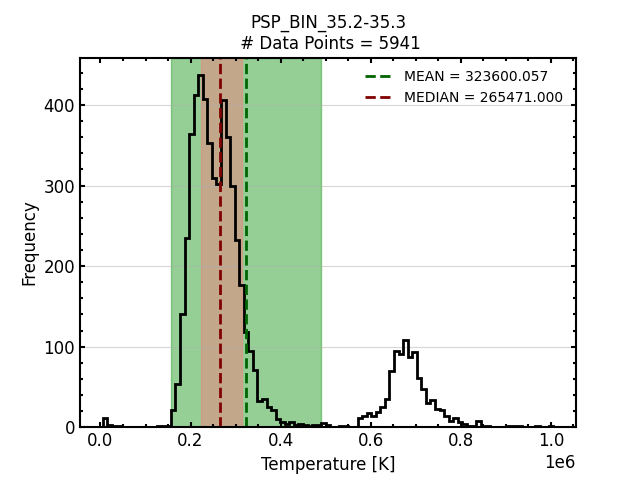 PSP_BIN_35.2-35.3
# Data Points = 5941
MEAN = 323600.057
MEDIAN = 265471.000
Frequency
400
300
200
100
0
0.0 0.2 0.4 0.6 0.8 1.0
1e6
Temperature [K]